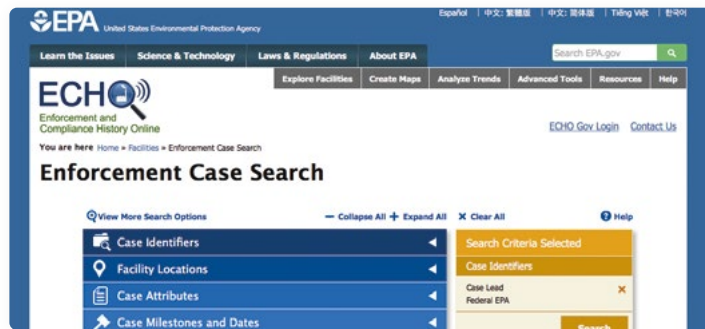 Español | 中文: 繁體版 | 中文: 简体版 | Tiếng Việt | 한국어
EPA United States Environmental Protection Agency
Learn the Issues Science & Technology Laws & Regulations About EPA Search EPA.gov
Explore Facilities Create Maps Analyze Trends Advanced Tools Resources Help
ECHO
Enforcement and
Compliance History Online
ECHO Gov Login Contact Us
You are here Home » Facilities » Enforcement Case Search
Enforcement Case Search
View More Search Options − Collapse All + Expand All X Clear All ? Help
Case Identifiers
Search Criteria Selected
Facility Locations
Case Identifiers
Case Attributes
Case Lead
Federal EPA
Case Milestones and Dates
Search